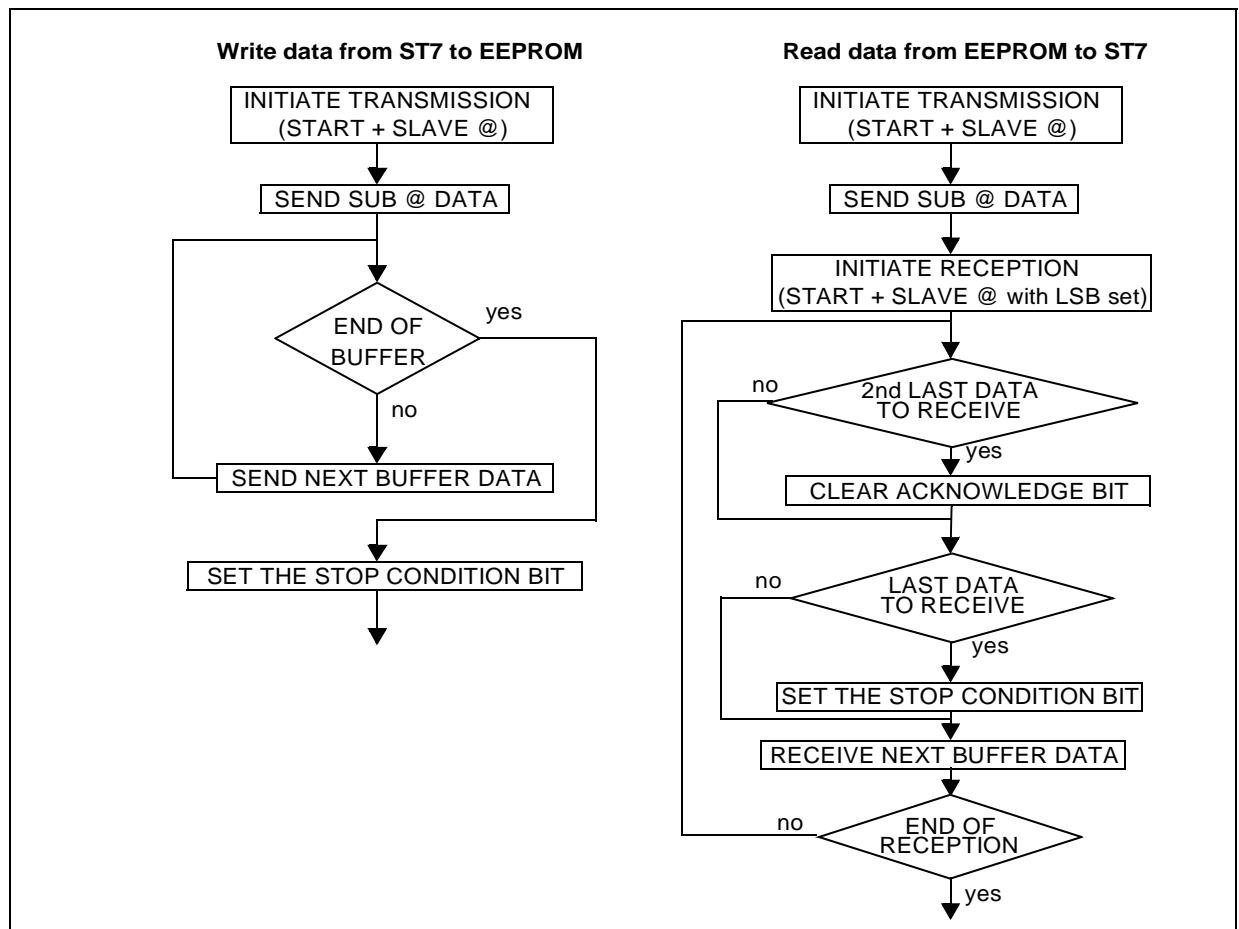 Write data from ST7 to EEPROM
INITIATE TRANSMISSION
(START + SLAVE @)
SEND SUB @ DATA
END OF
BUFFER
yes
no
SEND NEXT BUFFER DATA
SET THE STOP CONDITION BIT
Read data from EEPROM to ST7
INITIATE TRANSMISSION
(START + SLAVE @)
SEND SUB @ DATA
INITIATE RECEPTION
(START + SLAVE @ with LSB set)
no
2nd LAST DATA
TO RECEIVE
yes
CLEAR ACKNOWLEDGE BIT
no
LAST DATA
TO RECEIVE
yes
SET THE STOP CONDITION BIT
RECEIVE NEXT BUFFER DATA
no
END OF
RECEPTION
yes